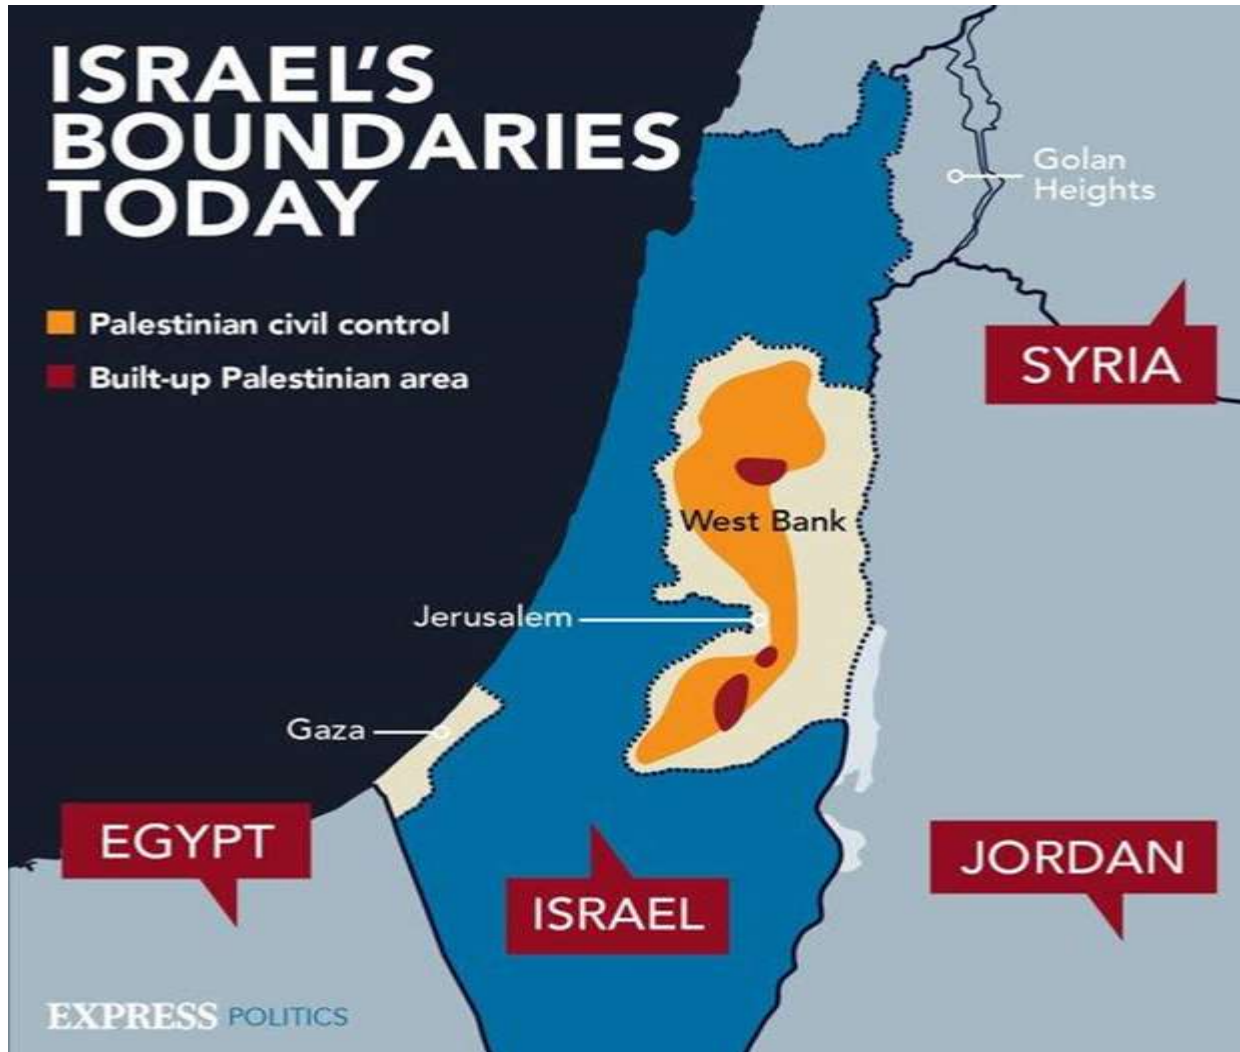 ISRAEL'S
BOUNDARIES
TODAY
Palestinian civil control
Built-up Palestinian area
Golan
Heights
SYRIA
West Bank
Jerusalem
Gaza
EGYPT
ISRAEL
JORDAN
EXPRESS POLITICS